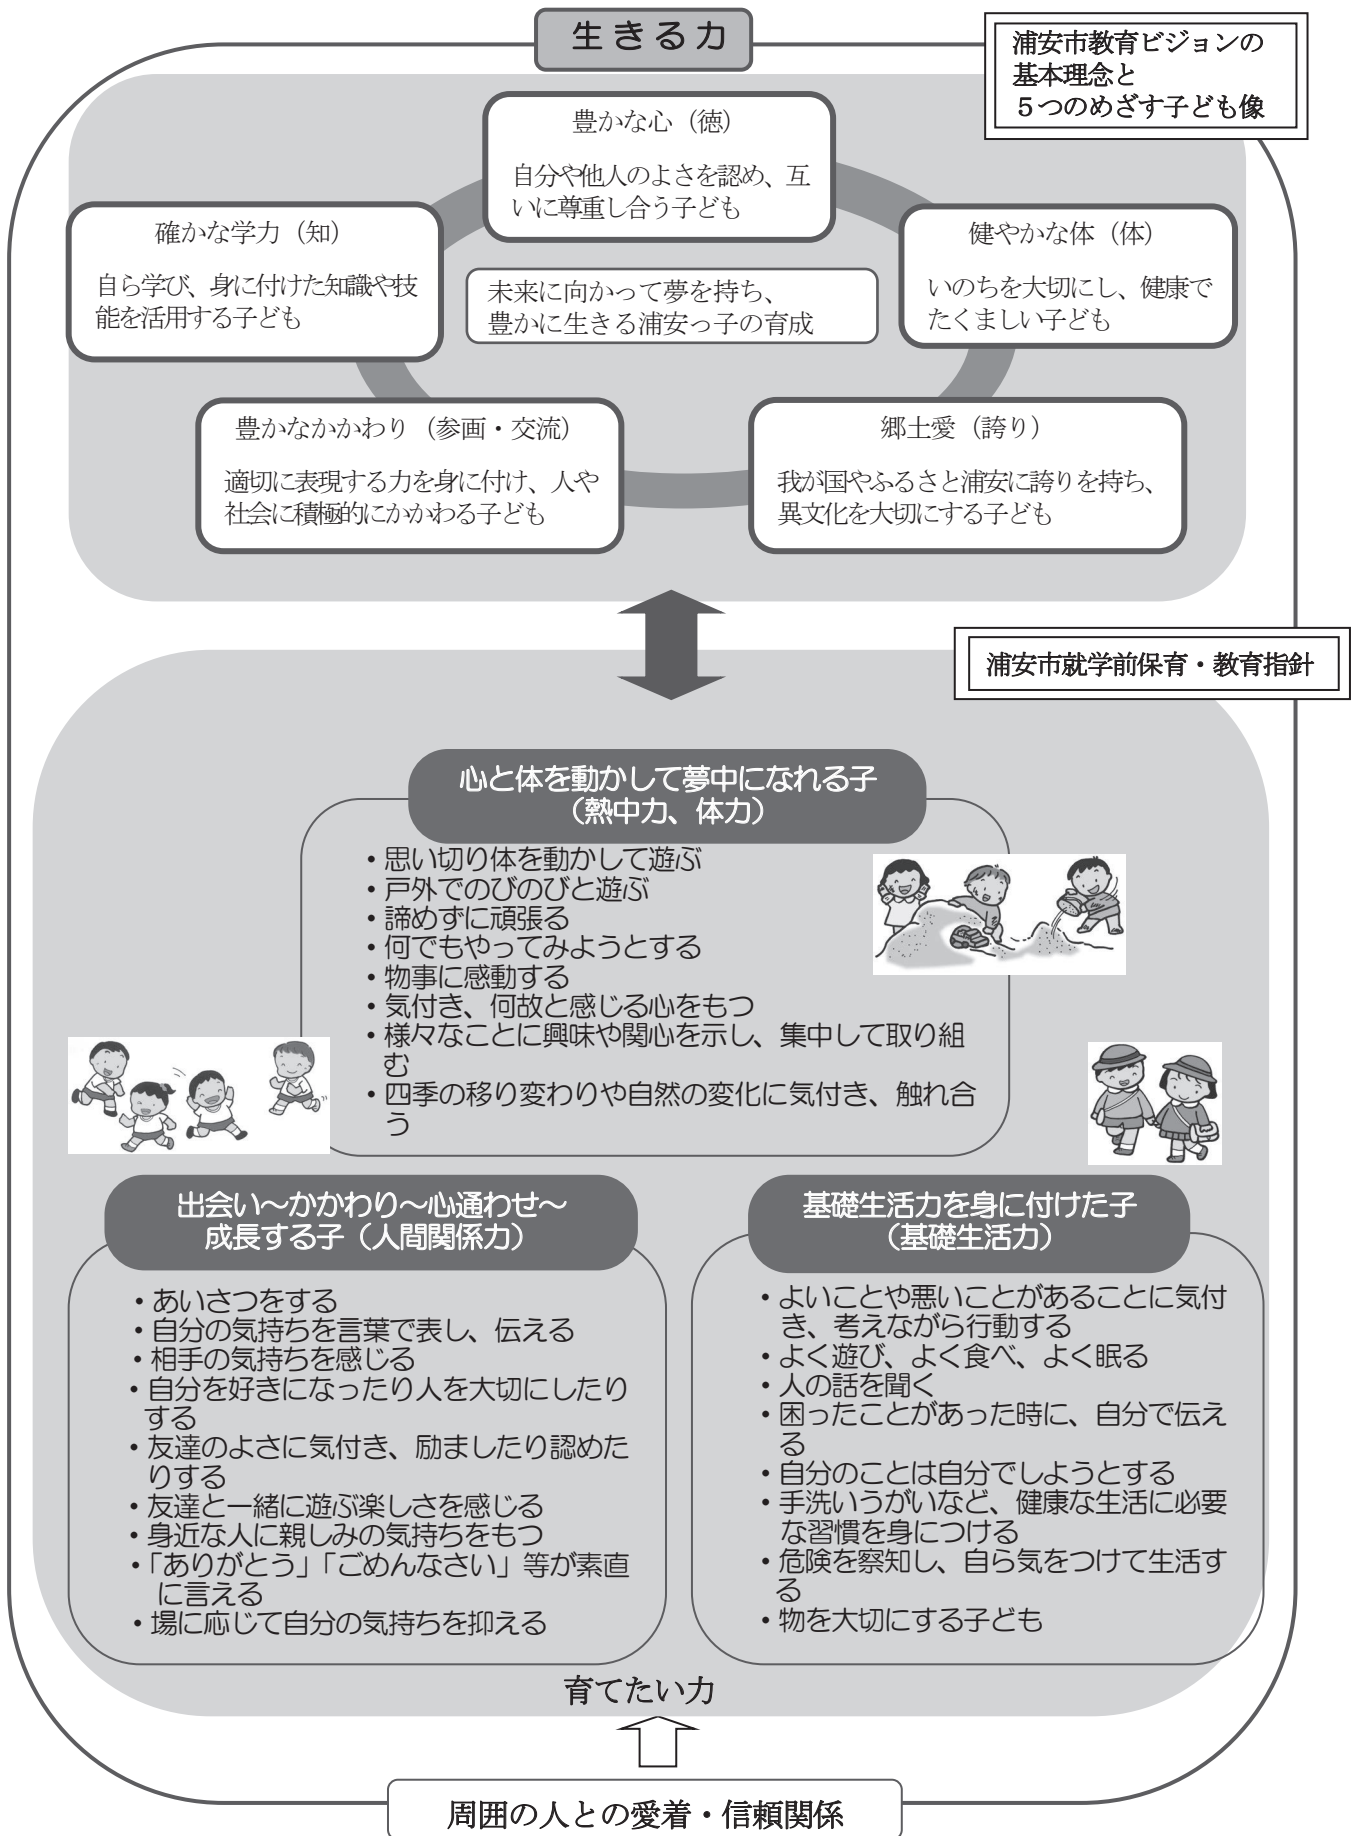 生きる力
浦安市教育ビジョンの
基本理念と
５つのめざす子ども像
豊かな心（徳）
自分や他人のよさを認め、互
いに尊重し合う子ども
確かな学力（知）
自ら学び、身に付けた知識や技
能を活用する子ども
健やかな体（体）
いのちを大切にし、健康で
たくましい子ども
未来に向かって夢を持ち、
豊かに生きる浦安っ子の育成
豊かなかかわり（参画・交流）
適切に表現する力を身に付け、人や
社会に積極的にかかわる子ども
郷土愛（誇り）
我が国やふるさと浦安に誇りを持ち、
異文化を大切にする子ども
浦安市就学前保育・教育指針
心と体を動かして夢中になれる子
（熱中力、体力）
・思い切り体を動かして遊ぶ
・戸外でのびのびと遊ぶ
・諦めずに頑張る
・何でもやってみようとする
・物事に感動する
・気付き、何故と感じる心をもつ
・様々なことに興味や関心を示し、集中して取り組
む
・四季の移り変わりや自然の変化に気付き、触れ合
う
出会い～かかわり～心通わせ～
成長する子（人間関係力）
・あいさつをする
・自分の気持ちを言葉で表し、伝える
・相手の気持ちを感じる
・自分を好きになったり人を大切にしたり
する
・友達のよさに気付き、励ましたり認めた
りする
・友達と一緒に遊ぶ楽しさを感じる
・身近な人に親しみの気持ちをもつ
・「ありがとう」「ごめんなさい」等が素直
に言える
・場に応じて自分の気持ちを抑える
基礎生活力を身に付けた子
（基礎生活力）
・よいことや悪いことがあることに気付
き、考えながら行動する
・よく遊び、よく食べ、よく眠る
・人の話を聞く
・困ったことがあった時に、自分で伝え
る
・自分のことは自分でしようとする
・手洗いうがいなど、健康な生活に必要
な習慣を身につける
・危険を察知し、自ら気をつけて生活す
る
・物を大切にする子ども
育てたい力
周囲の人との愛着・信頼関係